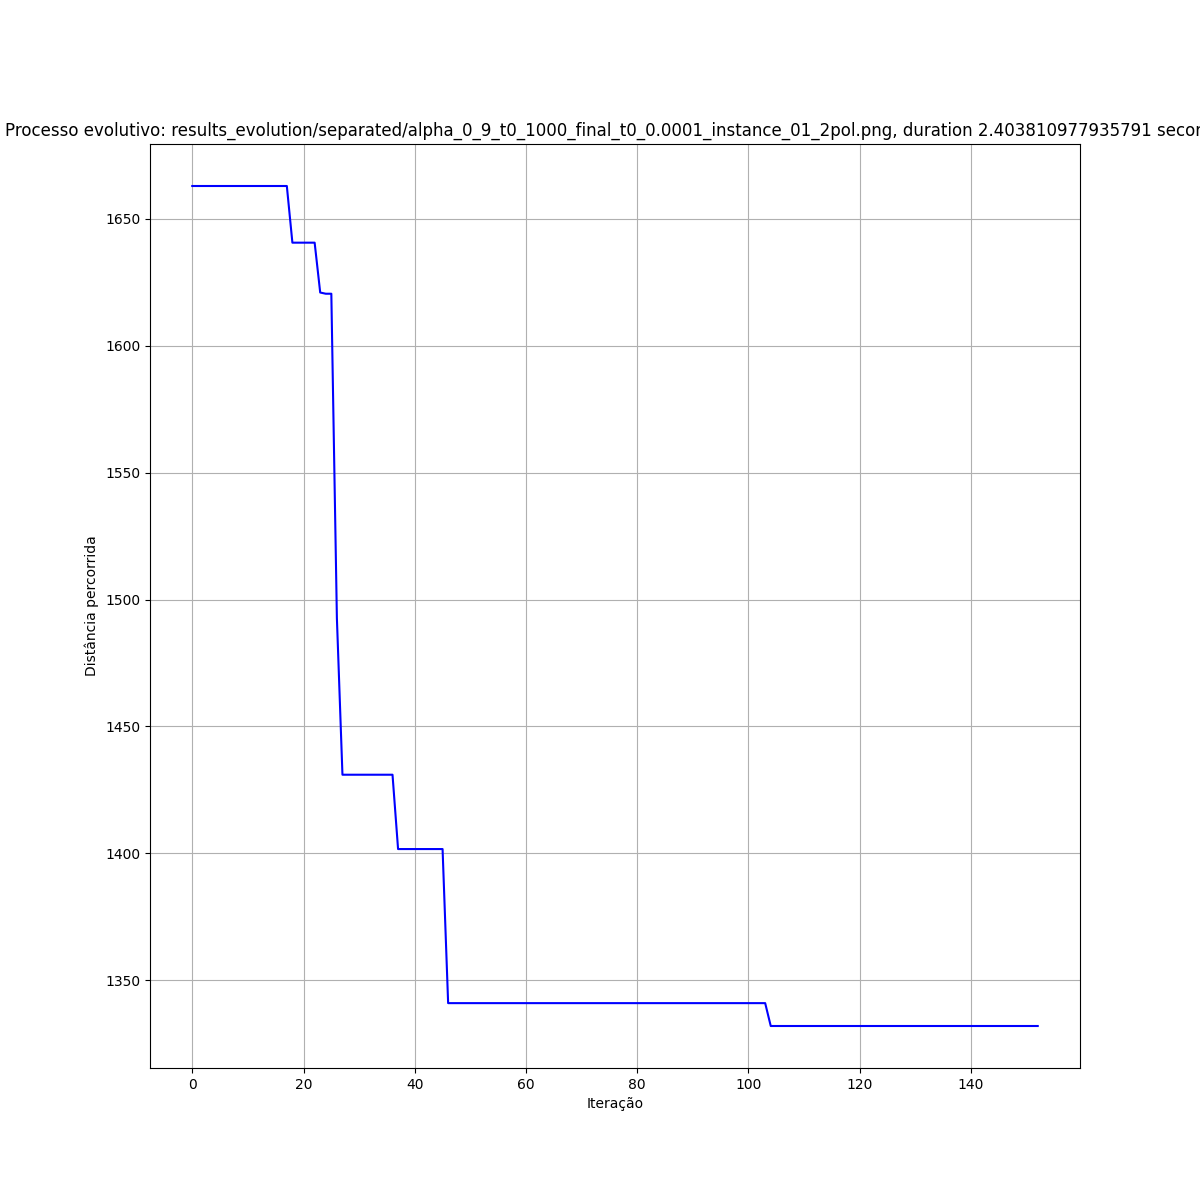 Processo evolutivo: results_evolution/separated/alpha_0_9_t0_1000_final_t0_0.0001_instance_01_2pol.png, duration 2.403810977935791
1650
1600
1550
1500
1450
1400
1350
Distância percorrida
0 20 40 60 80 100 120 140
Iteração